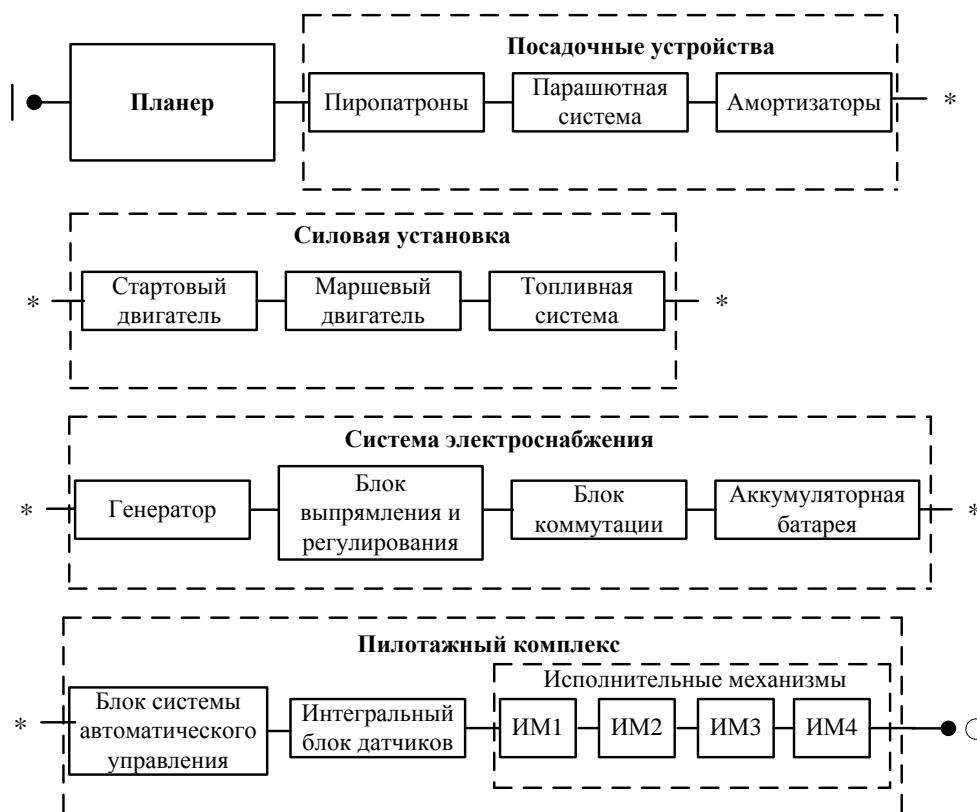 Посадочные устройства
Планер
Пиропатроны
Парашютная
система
Амортизаторы
*
Силовая установка
*
Стартовый
двигатель
Маршевый
двигатель
Топливная
система
*
Система электроснабжения
*
Генератор
Блок
выпрямления и
регулирования
Блок
коммутации
Аккумуляторная
батарея
*
Пилотажный комплекс
*
Блок системы
автоматического
управления
Интегральный
блок датчиков
Исполнительные механизмы
ИМ1
ИМ2
ИМ3
ИМ4